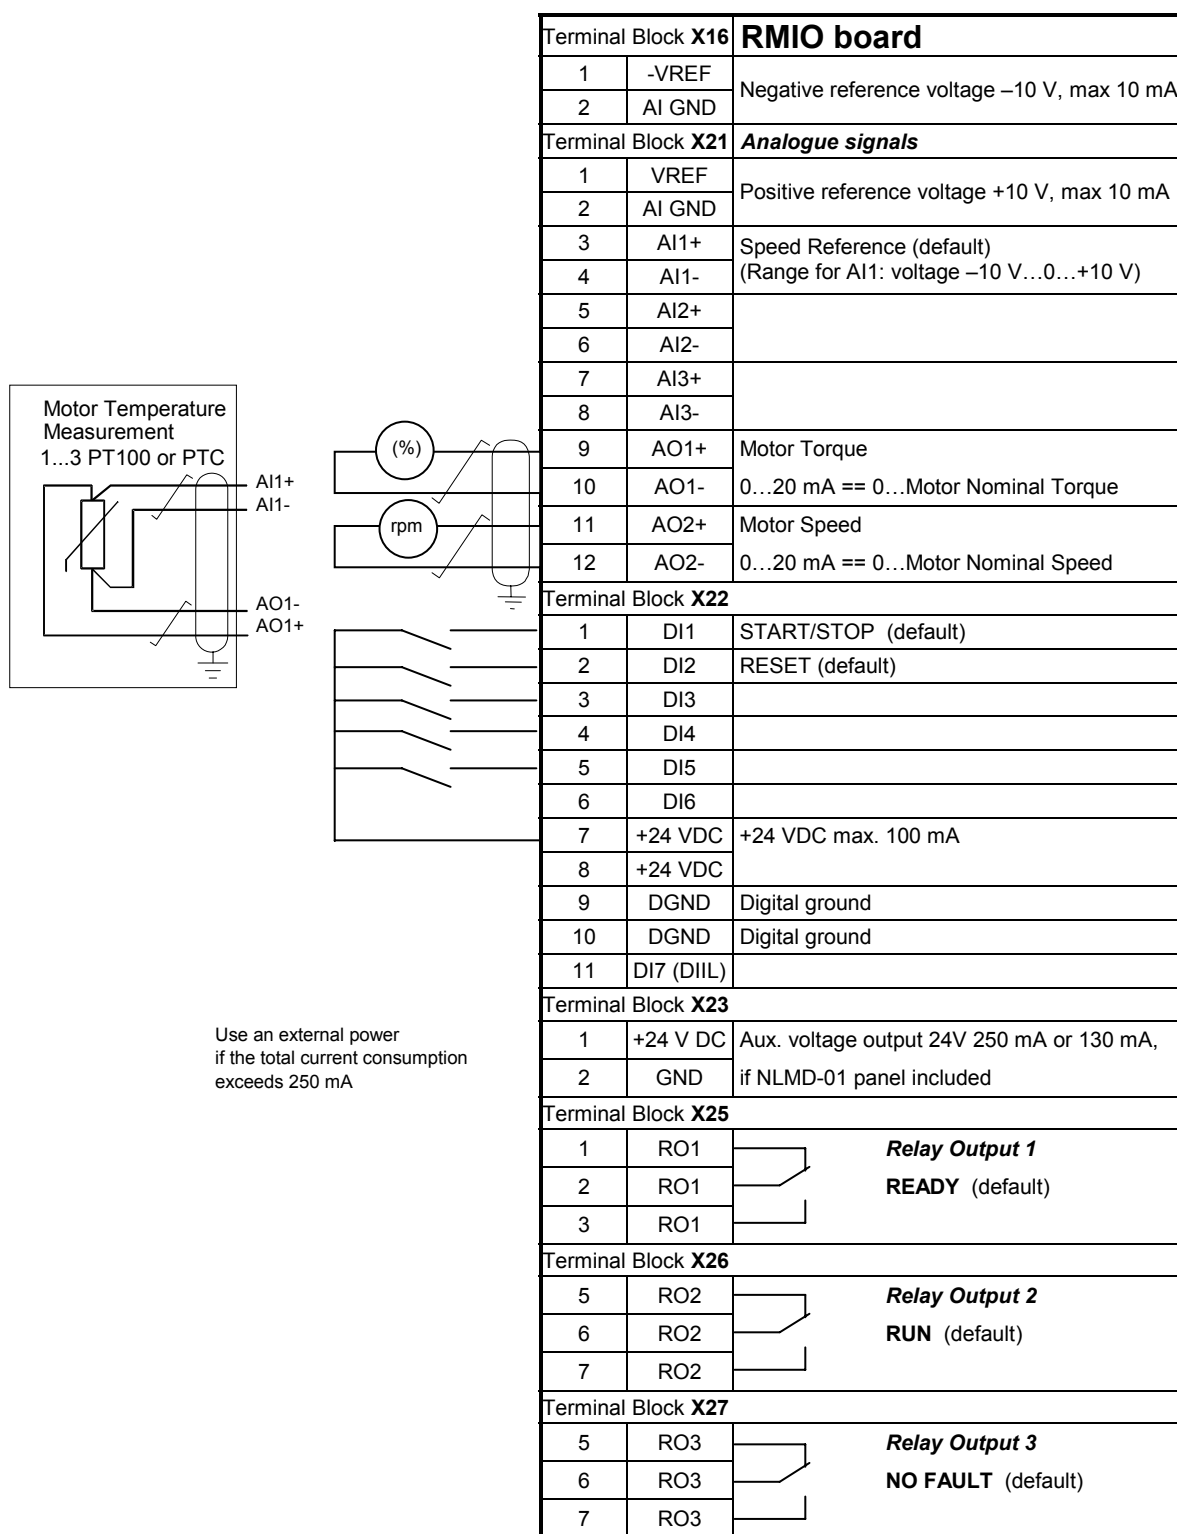 Terminal Block X16 RMIO board
1 -VREF Negative reference voltage –10 V, max 10 mA
2 AI GND
Terminal Block X21 Analogue signals
1 VREF Positive reference voltage +10 V, max 10 mA
2 AI GND
3 AI1+ Speed Reference (default)
4 AI1- (Range for AI1: voltage –10 V…0…+10 V)
5 AI2+
6 AI2-
7 AI3+
8 AI3-
9 AO1+ Motor Torque
10 AO1- 0…20 mA == 0…Motor Nominal Torque
11 AO2+ Motor Speed
12 AO2- 0…20 mA == 0…Motor Nominal Speed
Motor Temperature
Measurement
1...3 PT100 or PTC
AI1+
AI1-
AO1-
AO1+
(%)
rpm
Terminal Block X22
1 DI1 START/STOP (default)
2 DI2 RESET (default)
3 DI3
4 DI4
5 DI5
6 DI6
7 +24 VDC +24 VDC max. 100 mA
8 +24 VDC
9 DGND Digital ground
10 DGND Digital ground
11 DI7 (DIIL)
Terminal Block X23
1 +24 V DC Aux. voltage output 24V 250 mA or 130 mA,
2 GND if NLMD-01 panel included
Use an external power
if the total current consumption
exceeds 250 mA
Terminal Block X25
1 RO1 Relay Output 1
2 RO1 READY (default)
3 RO1
Terminal Block X26
5 RO2 Relay Output 2
6 RO2 RUN (default)
7 RO2
Terminal Block X27
5 RO3 Relay Output 3
6 RO3 NO FAULT (default)
7 RO3